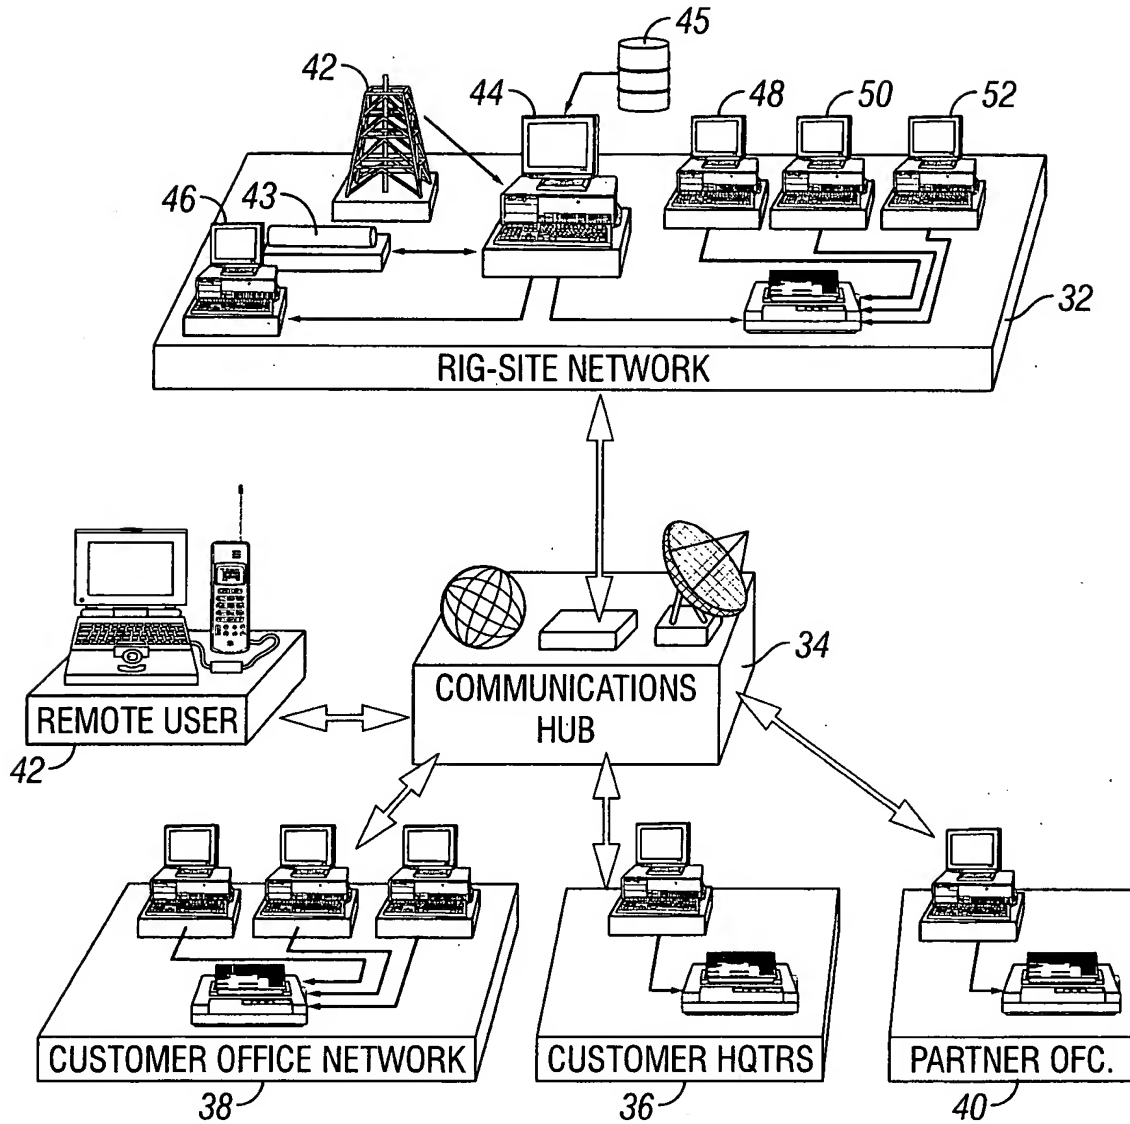 45
42
44
48
50
52
46
43
32
RIG-SITE NETWORK
34
COMMUNICATIONS
HUB
REMOTE USER
42
CUSTOMER OFFICE NETWORK
CUSTOMER HQTRS
PARTNER OFC.
38
36
40